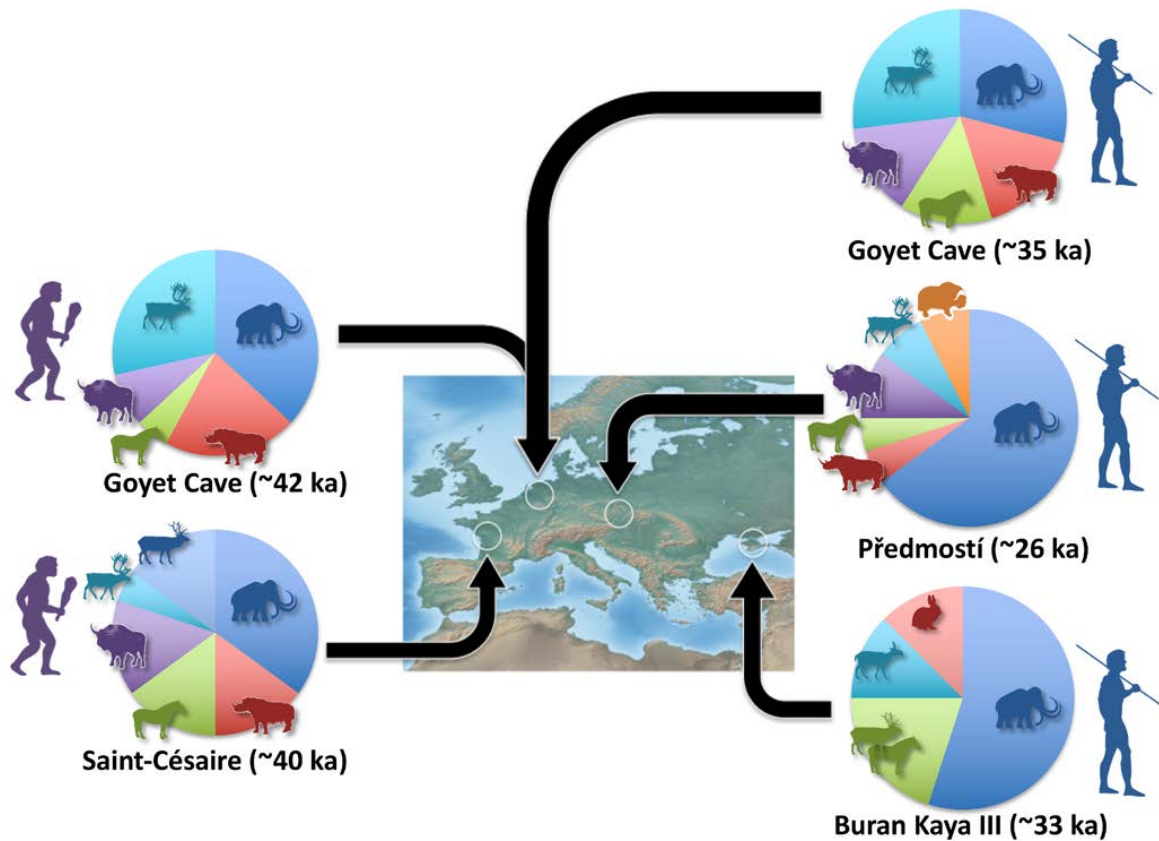 Goyet Cave (~35 ka)
Goyet Cave (~42 ka)
Předmostí (~26 ka)
Saint-Césaire (~40 ka)
Buran Kaya III (~33 ka)